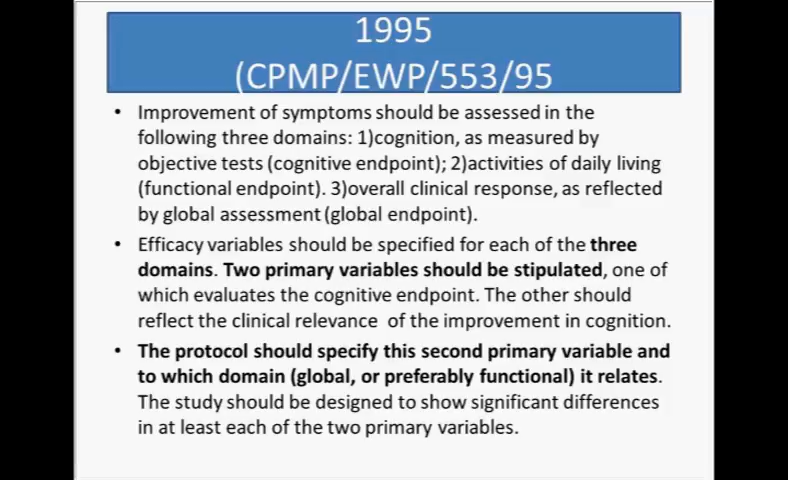 1995
(CPMP/EWP/553/95
• Improvement of symptoms should be assessed in the
following three domains: 1)cognition, as measured by
objective tests (cognitive endpoint); 2)activities of daily living
(functional endpoint). 3)overall clinical response, as reflected
by global assessment (global endpoint).
• Efficacy variables should be specified for each of the three
domains. Two primary variables should be stipulated, one of
which evaluates the cognitive endpoint. The other should
reflect the clinical relevance of the improvement in cognition.
• The protocol should specify this second primary variable and
to which domain (global, or preferably functional) it relates.
The study should be designed to show significant differences
in at least each of the two primary variables.